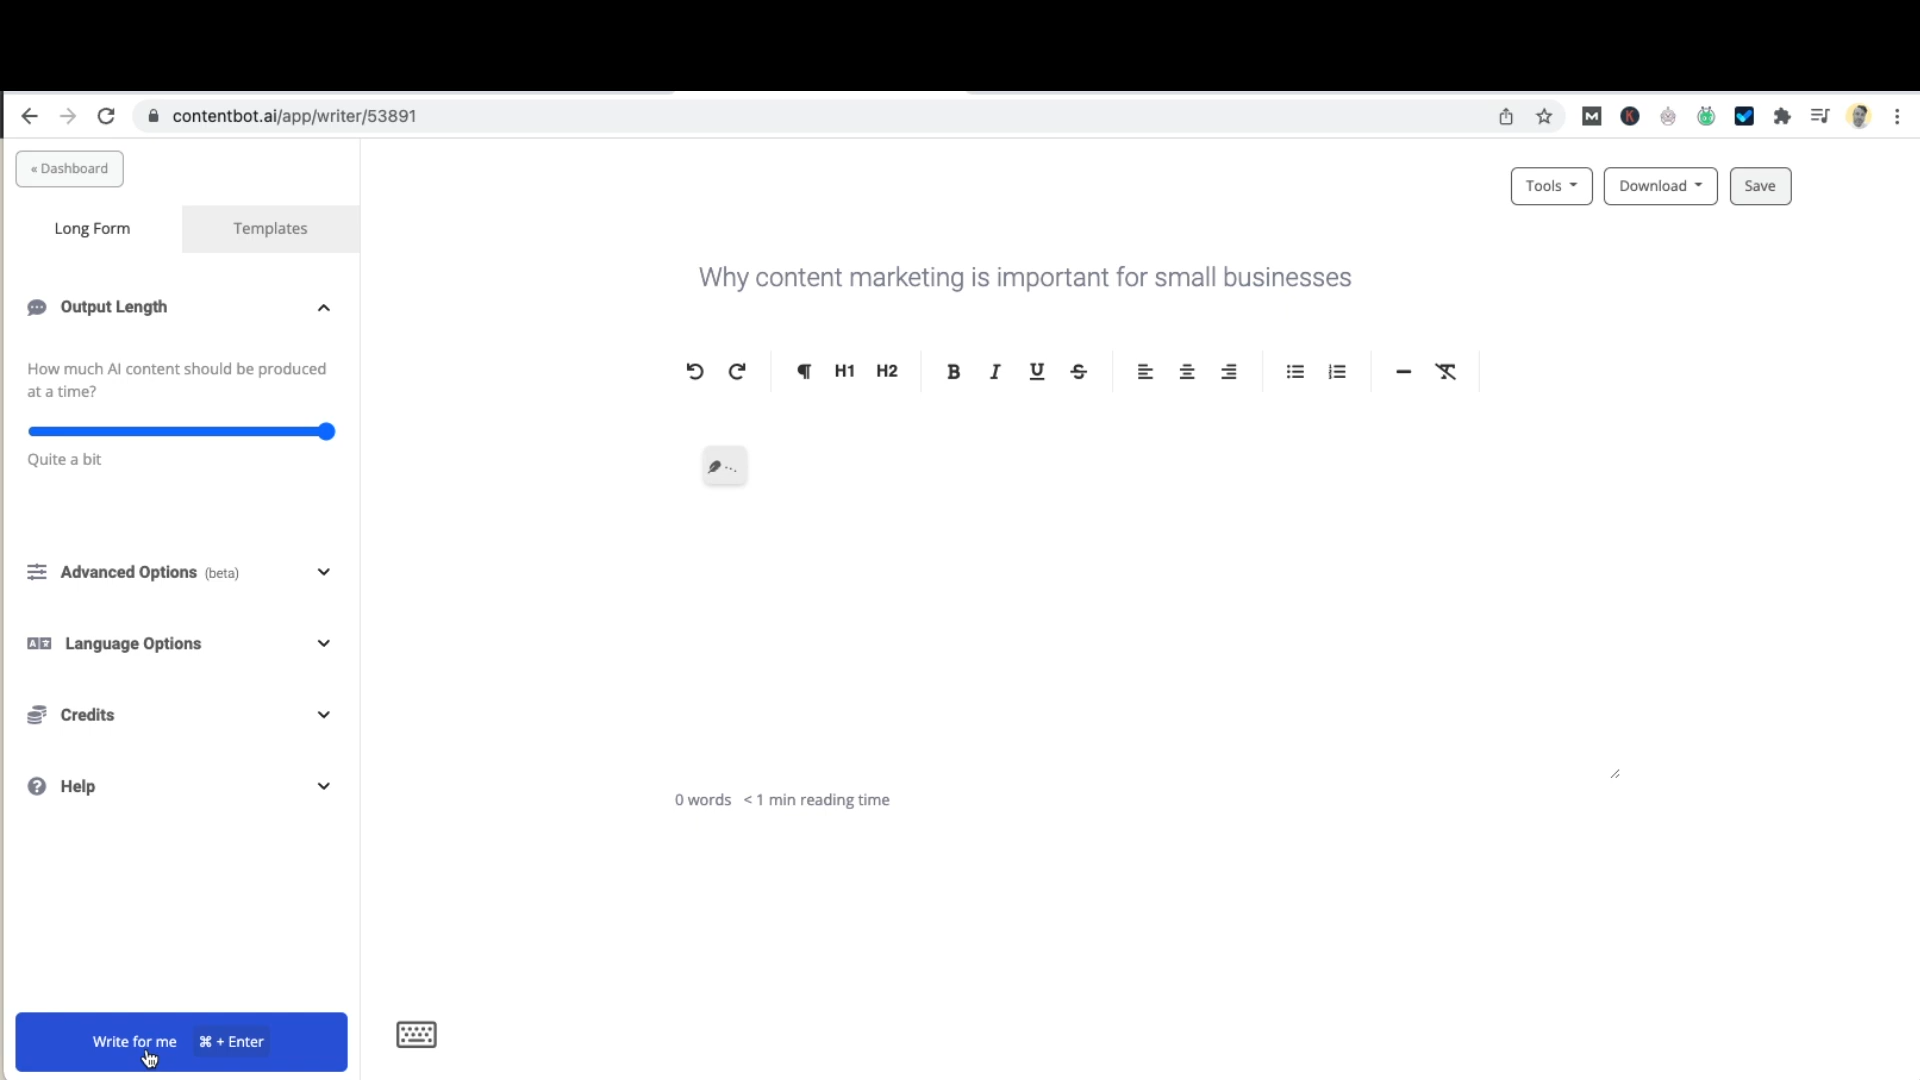 contentbot.ai/app/writer/53891
« Dashboard
Tools
Download
Save
Long Form
Templates
Why content marketing is important for small businesses
Output Length
How much AI content should be produced
at a time?
Quite a bit
H1
H2
B
I
U
S
Advanced Options (beta)
Language Options
Credits
Help
0 words < 1 min reading time
Write for me
⌘ + Enter